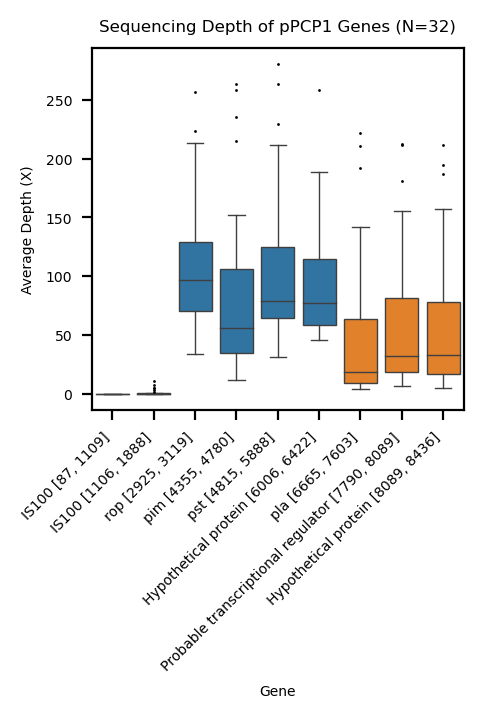 Sequencing Depth of pPCP1 Genes (N=32)
Average Depth (X)
250
200
150
100
50
0
IS100 [87, 1109]
IS100 [1106, 1888]
rop [2925, 3119]
pim [4355, 4780]
pst [4815, 5888]
Hypothetical protein [6006, 6422]
pla [6665, 7603]
Probable transcriptional regulator [7790, 8089]
Hypothetical protein [8089, 8436]
Gene